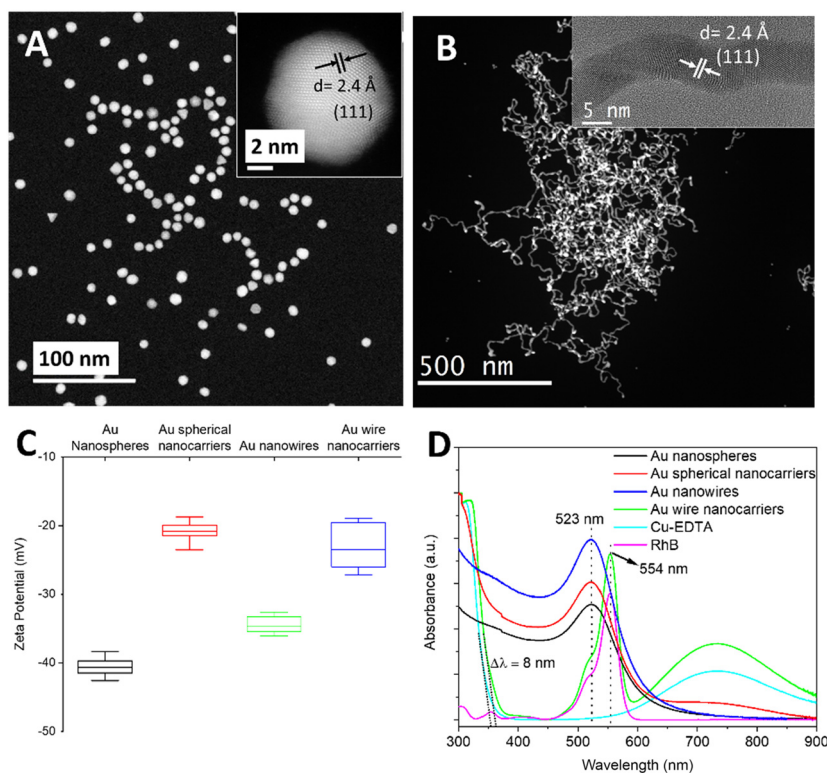 A
d= 2.4 Å
(111)
2 nm
100 nm
B
d= 2.4 Å
(111)
5 nm
500 nm
C
Au
Nanospheres
Au spherical
nanocarriers
Au nanowires
Au wire
nanocarriers
-10
-20
-30
-40
-50
Zeta Potential (mV)
D
Au nanospheres
Au spherical nanocarriers
Au nanowires
Au wire nanocarriers
Cu-EDTA
RhB
523 nm
554 nm
Δλ = 8 nm
Absorbance (a.u.)
300 400 500 600 700 800 900
Wavelength (nm)